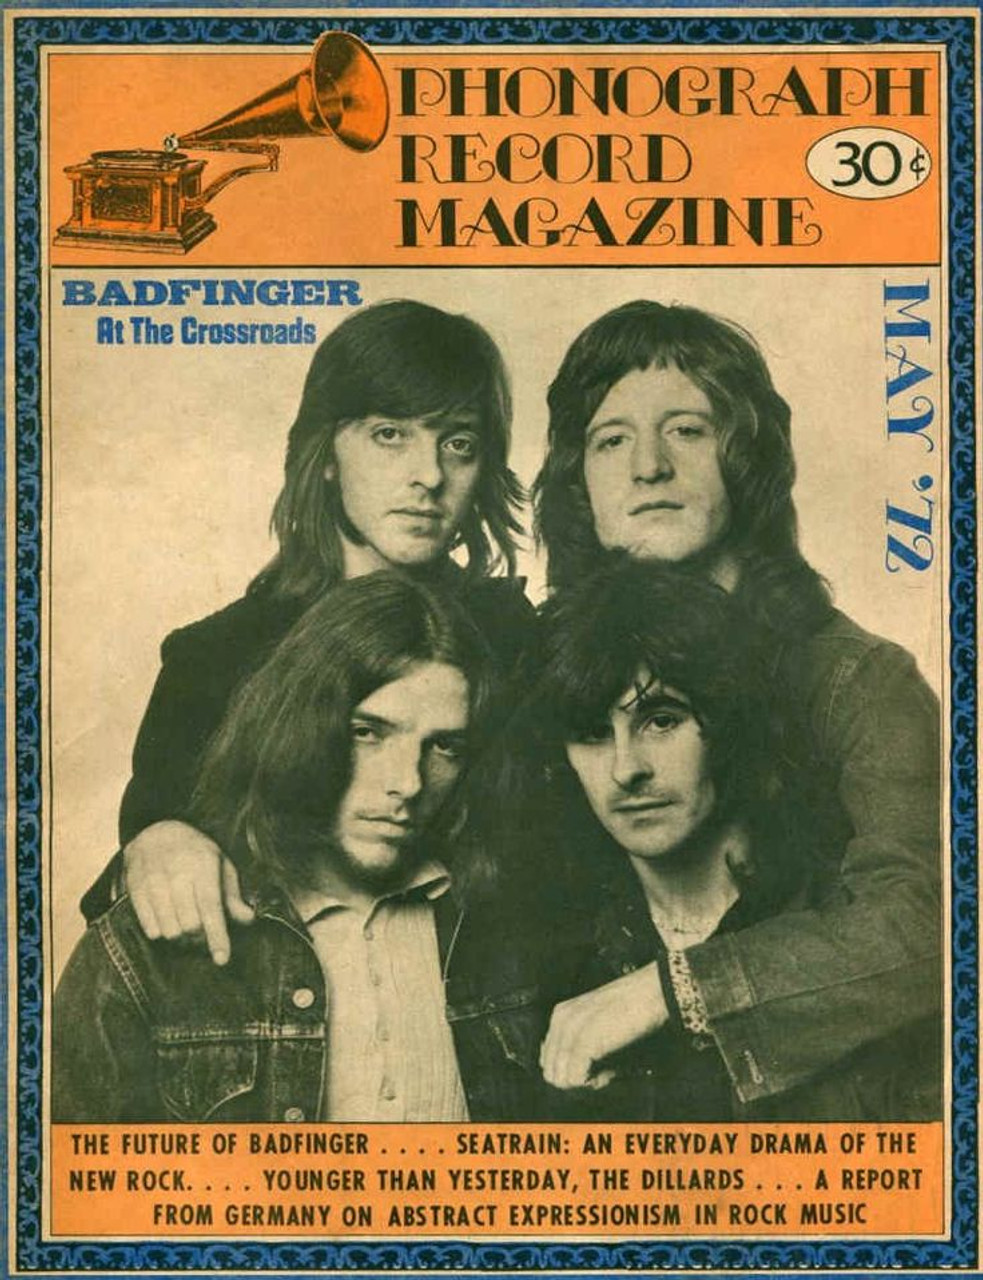 PHONOGRAPH
RECORD
MAGAZINE
30¢
BADFINGER
At The Crossroads
MAY '72
THE FUTURE OF BADFINGER . . . . SEATRAIN: AN EVERYDAY DRAMA OF THE
NEW ROCK. . . . YOUNGER THAN YESTERDAY, THE DILLARDS . . . A REPORT
FROM GERMANY ON ABSTRACT EXPRESSIONISM IN ROCK MUSIC